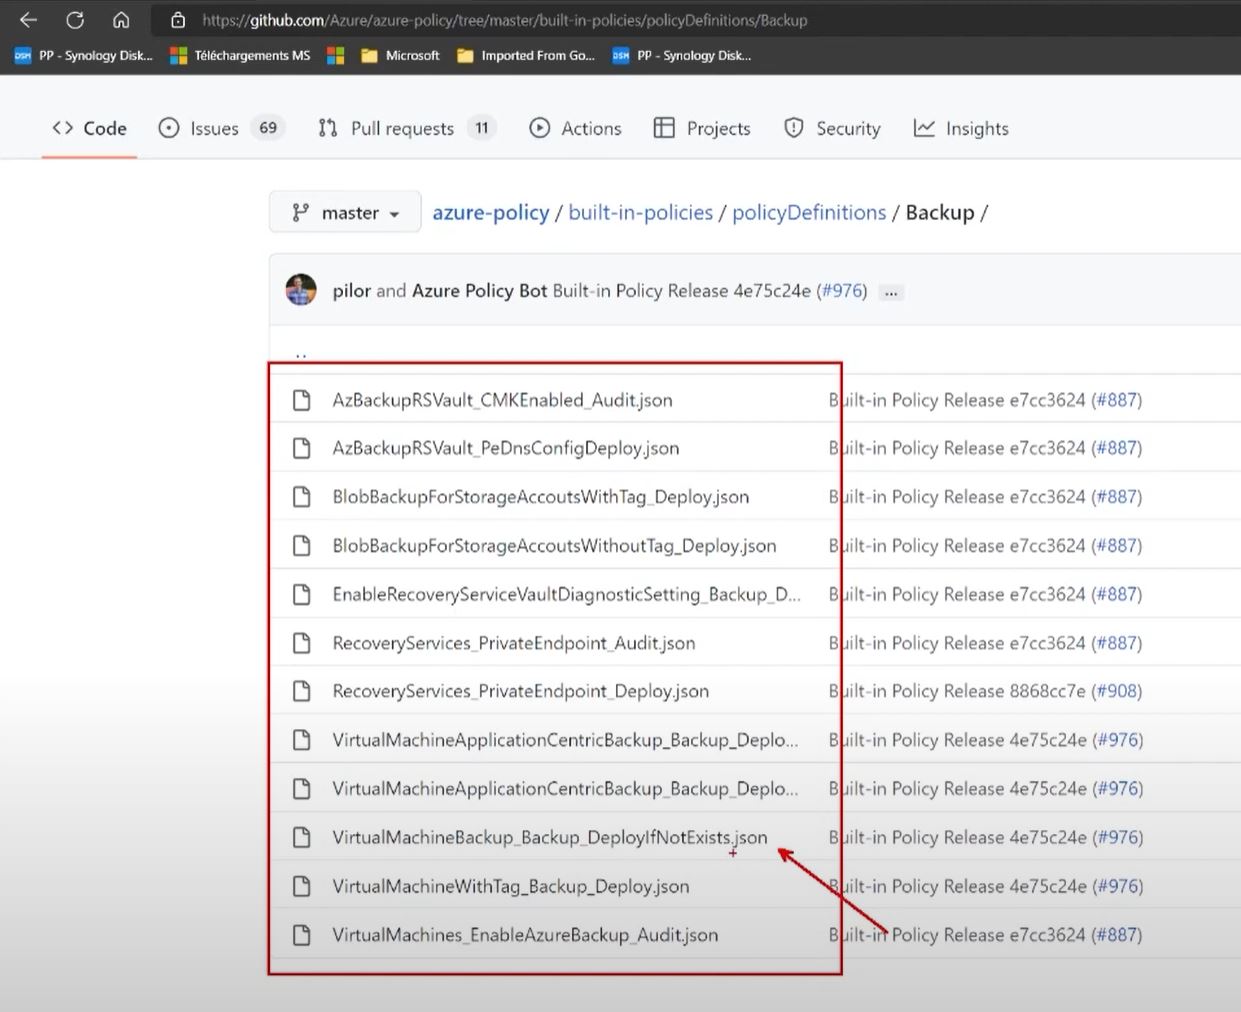 https://github.com/Azure/azure-policy/tree/master/built-in-policies/policyDefinitions/Backup
DSM PP - Synology Disk... Téléchargements MS Microsoft Imported From Go... DSM PP - Synology Disk...
Code Issues 69 Pull requests 11 Actions Projects Security Insights
master azure-policy / built-in-policies / policyDefinitions / Backup /
pilor and Azure Policy Bot Built-in Policy Release 4e75c24e (#976) ...
..
AzBackupRSVault_CMKEnabled_Audit.json Built-in Policy Release e7cc3624 (#887)
AzBackupRSVault_PeDnsConfigDeploy.json Built-in Policy Release e7cc3624 (#887)
BlobBackupForStorageAccoutsWithTag_Deploy.json Built-in Policy Release e7cc3624 (#887)
BlobBackupForStorageAccoutsWithoutTag_Deploy.json Built-in Policy Release e7cc3624 (#887)
EnableRecoveryServiceVaultDiagnosticSetting_Backup_D... Built-in Policy Release e7cc3624 (#887)
RecoveryServices_PrivateEndpoint_Audit.json Built-in Policy Release e7cc3624 (#887)
RecoveryServices_PrivateEndpoint_Deploy.json Built-in Policy Release 8868cc7e (#908)
VirtualMachineApplicationCentricBackup_Backup_Deplo... Built-in Policy Release 4e75c24e (#976)
VirtualMachineApplicationCentricBackup_Backup_Deplo... Built-in Policy Release 4e75c24e (#976)
VirtualMachineBackup_Backup_DeployIfNotExists.json Built-in Policy Release 4e75c24e (#976)
VirtualMachineWithTag_Backup_Deploy.json Built-in Policy Release 4e75c24e (#976)
VirtualMachines_EnableAzureBackup_Audit.json Built-in Policy Release e7cc3624 (#887)